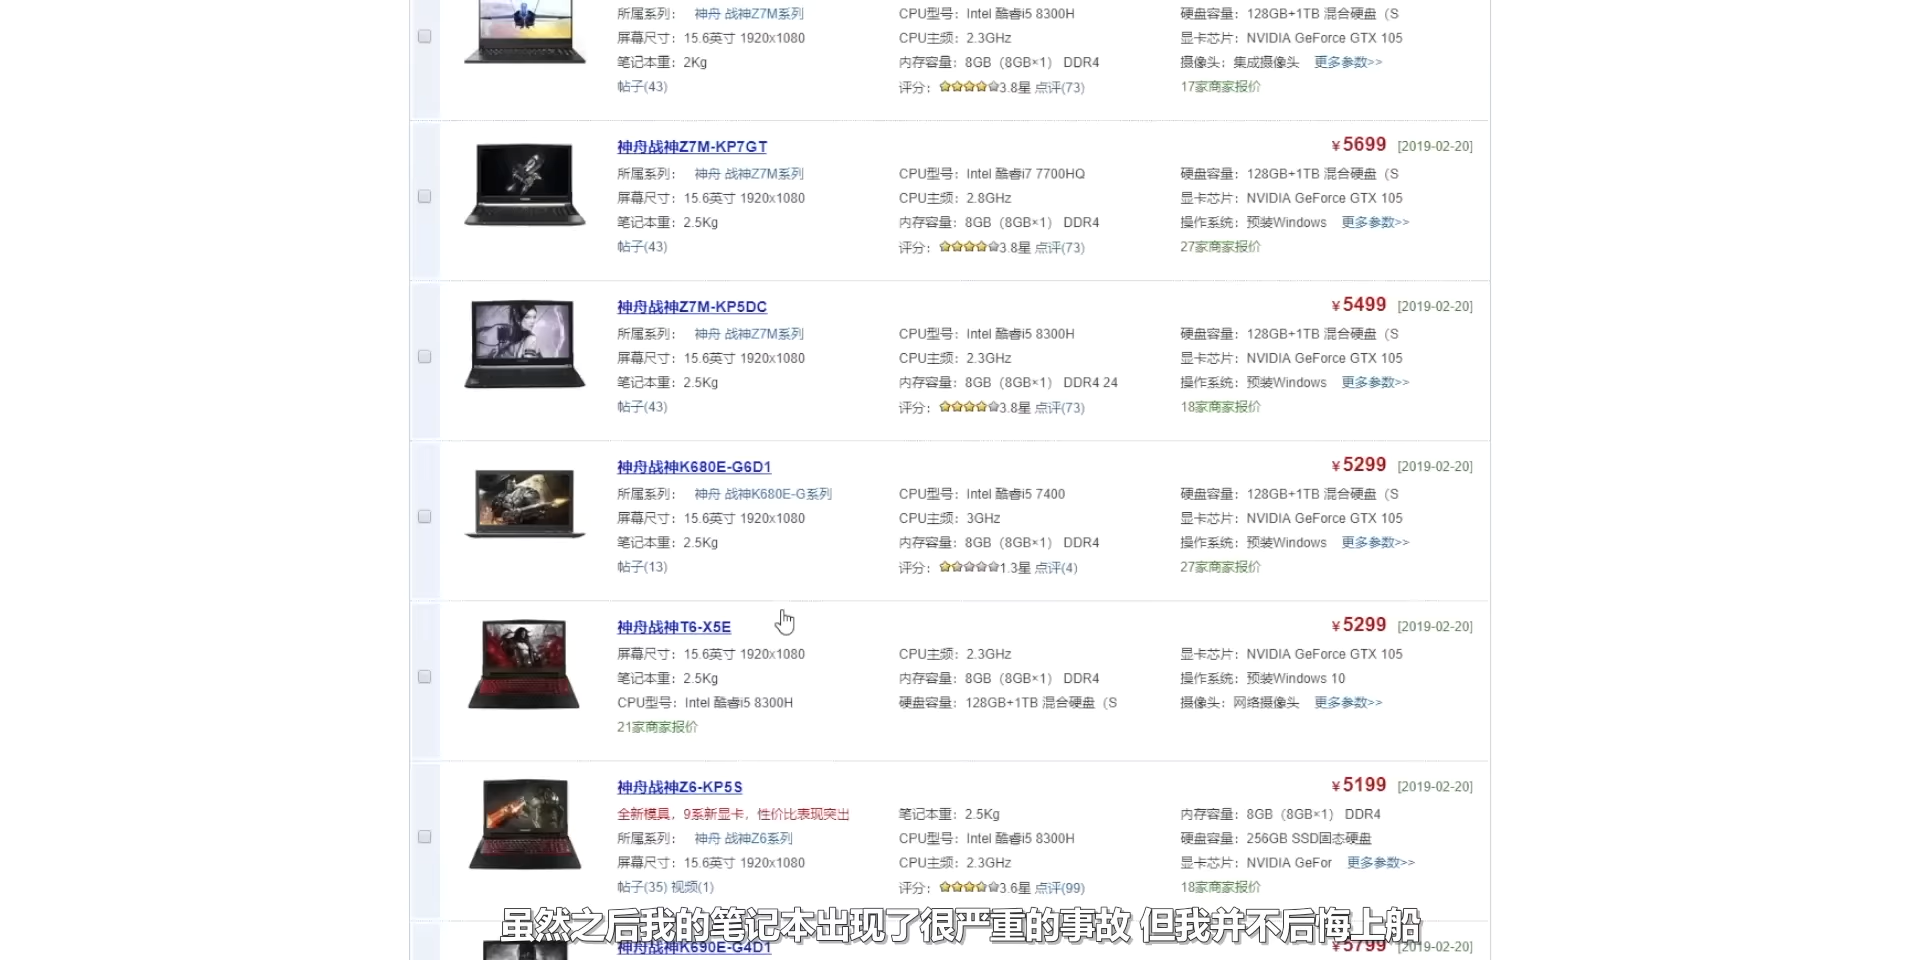 所属系列： 神舟 战神Z7M系列 CPU型号：Intel 酷睿i5 8300H 硬盘容量：128GB+1TB 混合硬盘（S
屏幕尺寸：15.6英寸 1920x1080 CPU主频：2.3GHz 显卡芯片：NVIDIA GeForce GTX 105
笔记本重：2Kg 内存容量：8GB（8GB×1） DDR4 摄像头：集成摄像头 更多参数>>
帖子(43) 评分： 3.8星 点评(73) 17家商家报价
神舟战神Z7M-KP7GT ￥5699 [2019-02-20]
所属系列： 神舟 战神Z7M系列 CPU型号：Intel 酷睿i7 7700HQ 硬盘容量：128GB+1TB 混合硬盘（S
屏幕尺寸：15.6英寸 1920x1080 CPU主频：2.8GHz 显卡芯片：NVIDIA GeForce GTX 105
笔记本重：2.5Kg 内存容量：8GB（8GB×1） DDR4 操作系统：预装Windows 更多参数>>
帖子(43) 评分： 3.8星 点评(73) 27家商家报价
神舟战神Z7M-KP5DC ￥5499 [2019-02-20]
所属系列： 神舟 战神Z7M系列 CPU型号：Intel 酷睿i5 8300H 硬盘容量：128GB+1TB 混合硬盘（S
屏幕尺寸：15.6英寸 1920x1080 CPU主频：2.3GHz 显卡芯片：NVIDIA GeForce GTX 105
笔记本重：2.5Kg 内存容量：8GB（8GB×1） DDR4 24 操作系统：预装Windows 更多参数>>
帖子(43) 评分： 3.8星 点评(73) 18家商家报价
神舟战神K680E-G6D1 ￥5299 [2019-02-20]
所属系列： 神舟 战神K680E-G系列 CPU型号：Intel 酷睿i5 7400 硬盘容量：128GB+1TB 混合硬盘（S
屏幕尺寸：15.6英寸 1920x1080 CPU主频：3GHz 显卡芯片：NVIDIA GeForce GTX 105
笔记本重：2.5Kg 内存容量：8GB（8GB×1） DDR4 操作系统：预装Windows 更多参数>>
帖子(13) 评分： 1.3星 点评(4) 27家商家报价
神舟战神T6-X5E ￥5299 [2019-02-20]
屏幕尺寸：15.6英寸 1920x1080 CPU主频：2.3GHz 显卡芯片：NVIDIA GeForce GTX 105
笔记本重：2.5Kg 内存容量：8GB（8GB×1） DDR4 操作系统：预装Windows 10
CPU型号：Intel 酷睿i5 8300H 硬盘容量：128GB+1TB 混合硬盘（S 摄像头：网络摄像头 更多参数>>
21家商家报价
神舟战神Z6-KP5S ￥5199 [2019-02-20]
全新模具，9系新显卡，性价比表现突出 笔记本重：2.5Kg 内存容量：8GB（8GB×1） DDR4
所属系列： 神舟 战神Z6系列 CPU型号：Intel 酷睿i5 8300H 硬盘容量：256GB SSD固态硬盘
屏幕尺寸：15.6英寸 1920x1080 CPU主频：2.3GHz 显卡芯片：NVIDIA GeFor 更多参数>>
帖子(35) 视频(1) 评分： 3.6星 点评(99) 18家商家报价
虽然之后我的笔记本出现了很严重的事故 但我并不后悔上船
神舟战神K690E-G4D1 ￥5799 [2019-02-20]